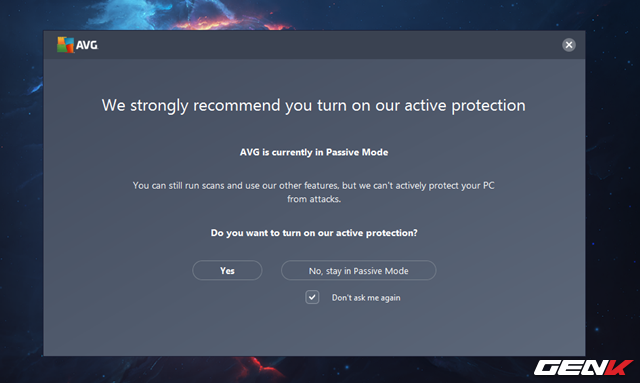 AVG
We strongly recommend you turn on our active protection
AVG is currently in Passive Mode
You can still run scans and use our other features, but we can't actively protect your PC
from attacks.
Do you want to turn on our active protection?
Yes
No, stay in Passive Mode
Don't ask me again
GENK